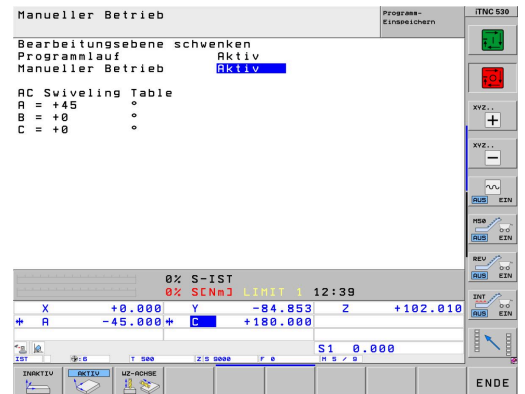 Manueller Betrieb
Programm-
Einspeichern
iTNC 530
Bearbeitungsebene schwenken
Programmlauf Aktiv
Manueller Betrieb Aktiv
AC Swiveling Table
A = +45 °
B = +0 °
C = +0 °
XYZ..
+
XYZ..
−
AUS EIN
M50
AUS EIN
REV
AUS EIN
INT
AUS EIN
0% S-IST
0% S[Nm] LIMIT 1 12:39
X +0.000 Y -84.853 Z +102.010
A -45.000 C +180.000
S1 0.000
IST :6 T 500 Z S 9000 F 0 M 5 / 9
INAKTIV AKTIV WZ-ACHSE ENDE